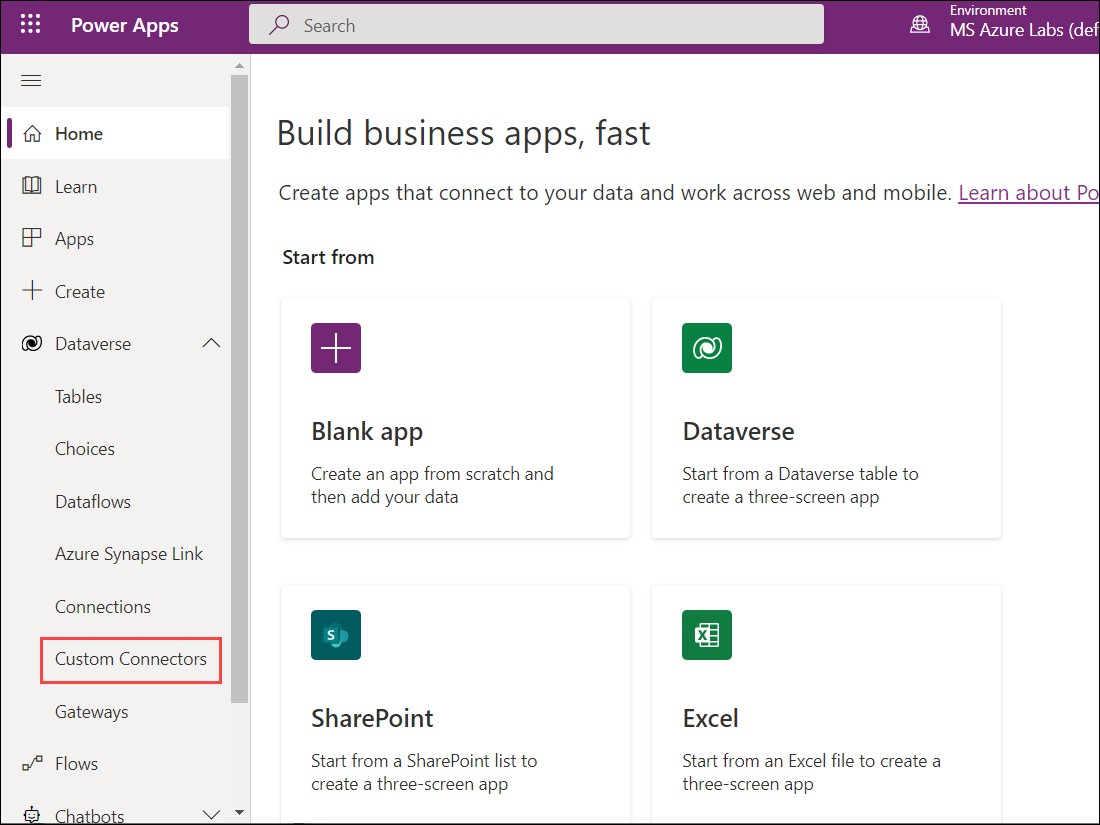 Power Apps
Search
Environment
MS Azure Labs (def
Home
Learn
Apps
Create
Dataverse
Tables
Choices
Dataflows
Azure Synapse Link
Connections
Custom Connectors
Gateways
Flows
Chatbots
Build business apps, fast
Create apps that connect to your data and work across web and mobile. Learn about Po
Start from
Blank app
Create an app from scratch and
then add your data
Dataverse
Start from a Dataverse table to
create a three-screen app
SharePoint
Start from a SharePoint list to
create a three-screen app
Excel
Start from an Excel file to create a
three-screen app